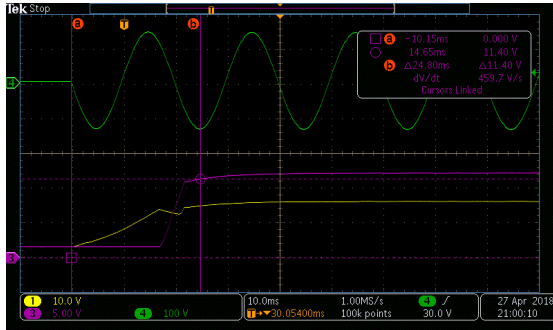 Tek Stop
a
T
b
T
a -10.15ms 0.000 V
14.65ms 11.40 V
b Δ24.80ms Δ11.40 V
dV/dt 459.7 V/s
Cursors Linked
4
3
1 10.0 V
3 5.00 V 4 100 V
10.0ms 1.00MS/s 4
T→▼30.05400ms 100k points 30.0 V
27 Apr 2018
21:00:10